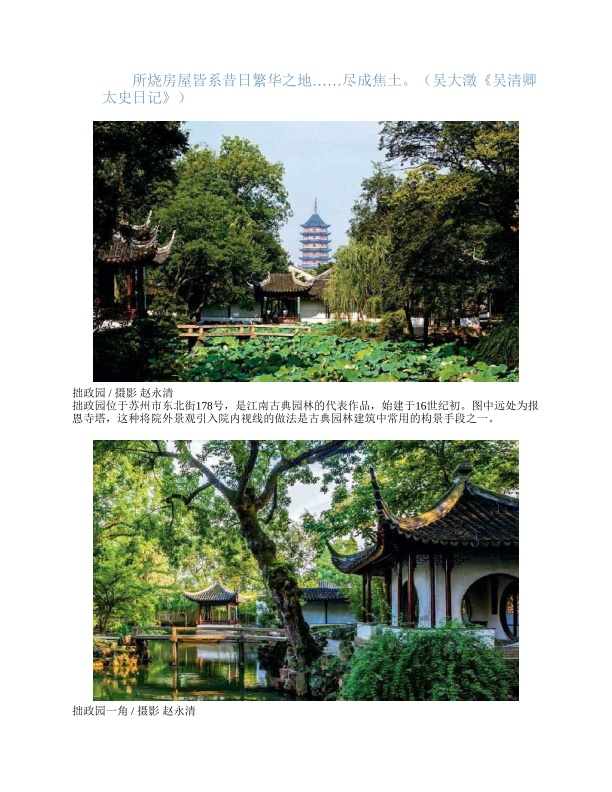 所烧房屋皆系昔日繁华之地……尽成焦土。（吴大澂《吴清卿
太史日记》）
拙政园 / 摄影 赵永清
拙政园位于苏州市东北街178号，是江南古典园林的代表作品，始建于16世纪初。图中远处为报
恩寺塔，这种将院外景观引入院内视线的做法是古典园林建筑中常用的构景手段之一。
拙政园一角 / 摄影 赵永清